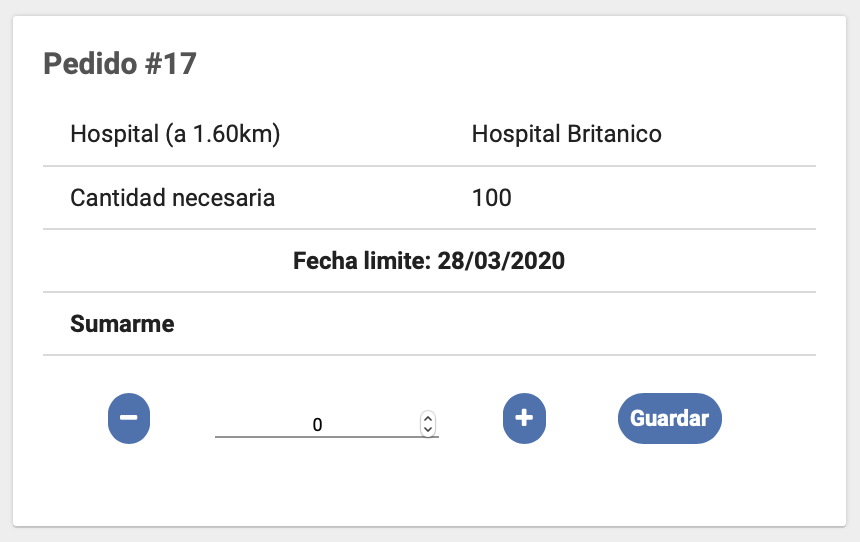 Pedido #17
Hospital (a 1.60km) Hospital Britanico
Cantidad necesaria 100
Fecha limite: 28/03/2020
Sumarme
− 0 + Guardar